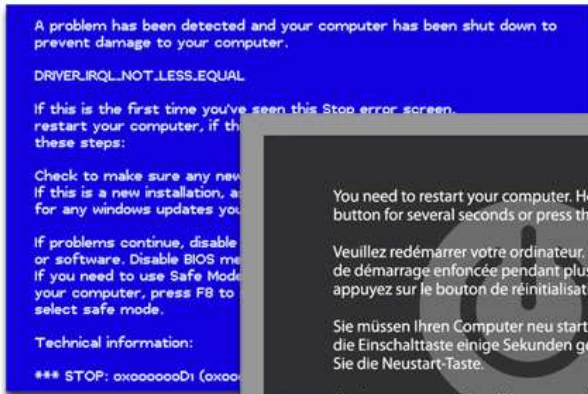 A problem has been detected and your computer has been shut down to
prevent damage to your computer.
DRIVER_IRQL_NOT_LESS_EQUAL
If this is the first time you've seen this Stop error screen,
restart your computer, if th
these steps:
Check to make sure any new
If this is a new installation, a
for any windows updates you
If problems continue, disable
or software. Disable BIOS me
If you need to use Safe Mode
your computer, press F8 to
select safe mode.
Technical information:
*** STOP: 0x000000D1 (0x000
You need to restart your computer. H
button for several seconds or press th
Veuillez redémarrer votre ordinateur.
de démarrage enfoncée pendant plus
appuyez sur le bouton de réinitialisat
Sie müssen Ihren Computer neu start
die Einschalttaste einige Sekunden ge
Sie die Neustart-Taste.